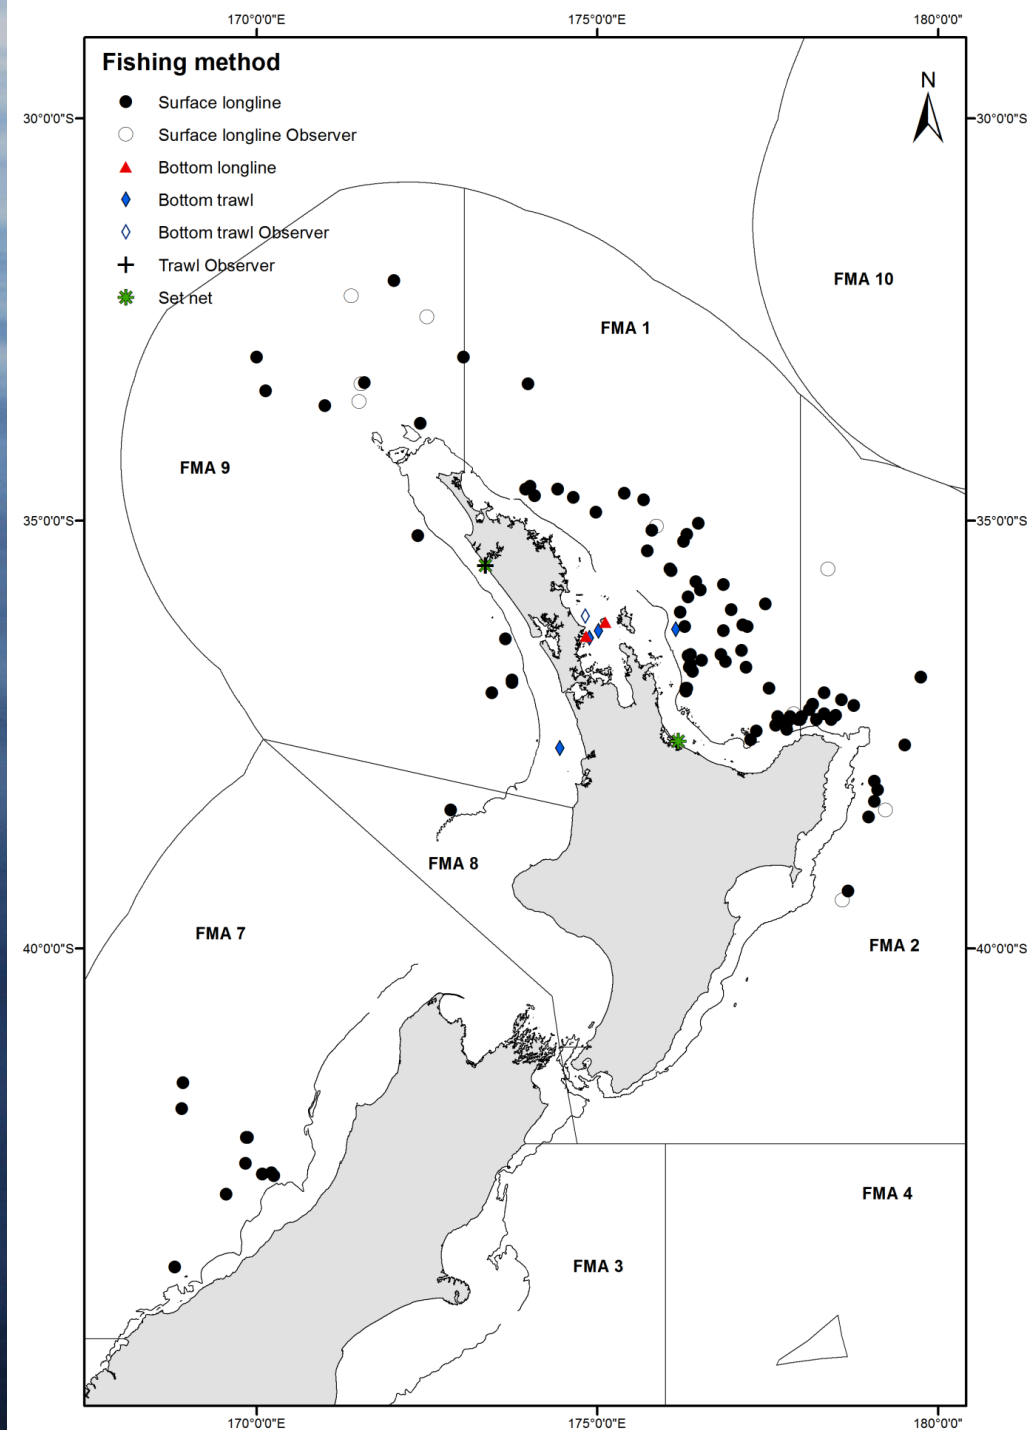 170°0'0"E 175°0'0"E 180°0'0"
Fishing method
Surface longline
Surface longline Observer
Bottom longline
Bottom trawl
Bottom trawl Observer
Trawl Observer
Set net
N
30°0'0"S 30°0'0"S
FMA 10
FMA 1
FMA 9
35°0'0"S 35°0'0"S
FMA 8
FMA 7
FMA 2
40°0'0"S 40°0'0"S
FMA 4
FMA 3
170°0'0"E 175°0'0"E 180°0'0"